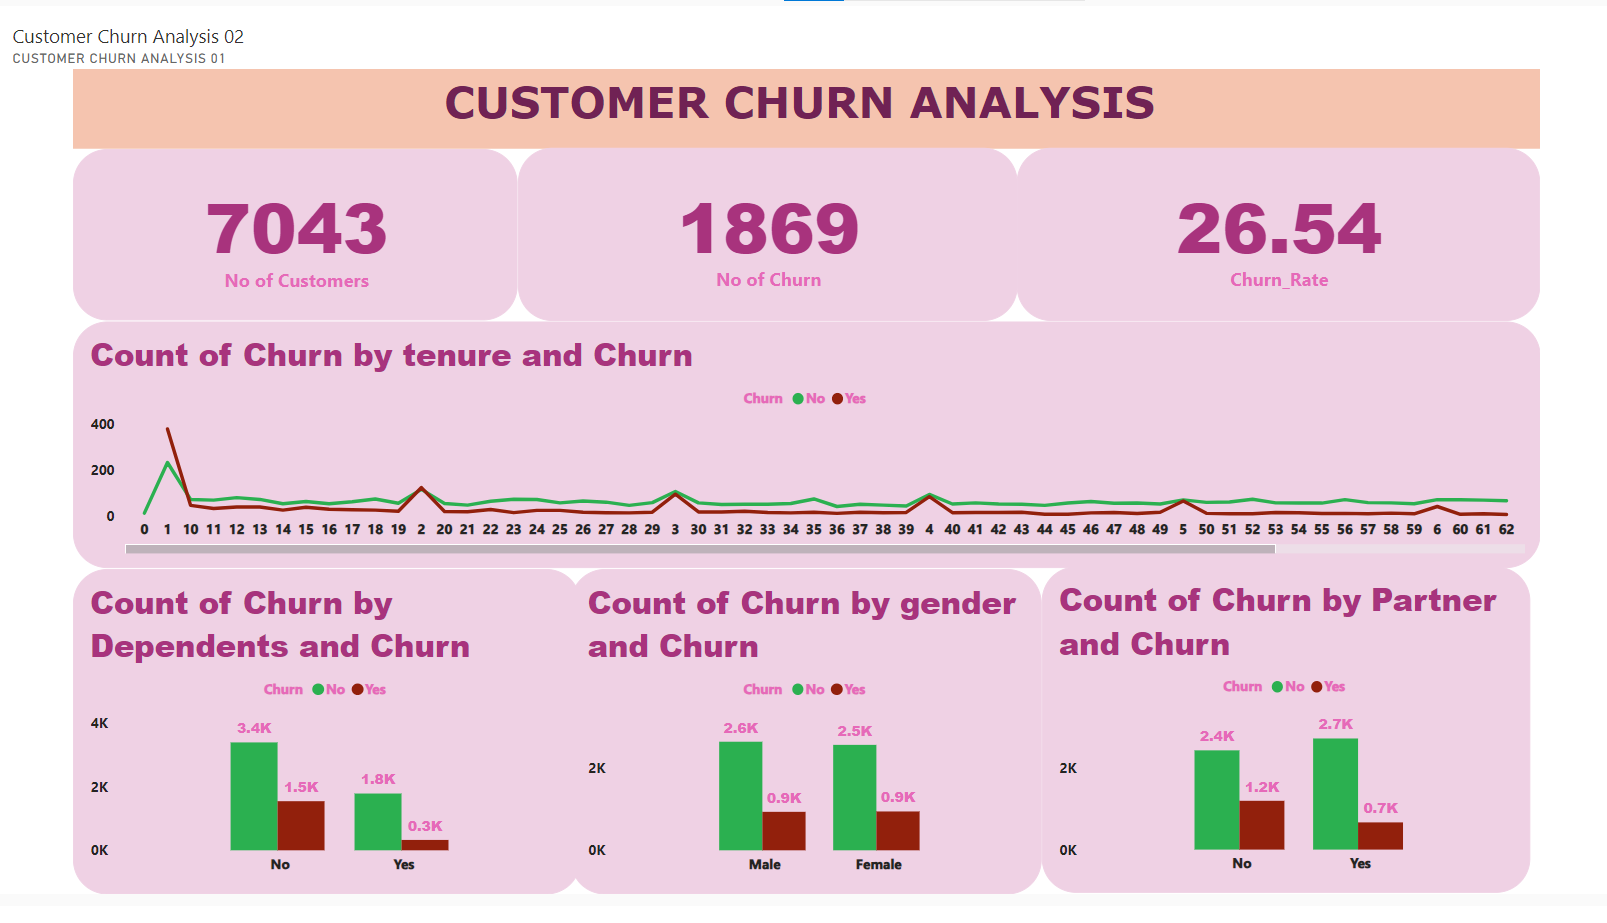 Customer Churn Analysis 02
CUSTOMER CHURN ANALYSIS 01
CUSTOMER CHURN ANALYSIS
7043
No of Customers
1869
No of Churn
26.54
Churn_Rate
Count of Churn by tenure and Churn
Churn No Yes
400
200
0
0 1 10 11 12 13 14 15 16 17 18 19 2 20 21 22 23 24 25 26 27 28 29 3 30 31 32 33 34 35 36 37 38 39 4 40 41 42 43 44 45 46 47 48 49 5 50 51 52 53 54 55 56 57 58 59 6 60 61 62
Count of Churn by
Dependents and Churn
Churn No Yes
4K
2K
0K
3.4K
1.5K
1.8K
0.3K
No Yes
Count of Churn by gender
and Churn
Churn No Yes
2K
0K
2.6K
0.9K
2.5K
0.9K
Male Female
Count of Churn by Partner
and Churn
Churn No Yes
2K
0K
2.4K
1.2K
2.7K
0.7K
No Yes